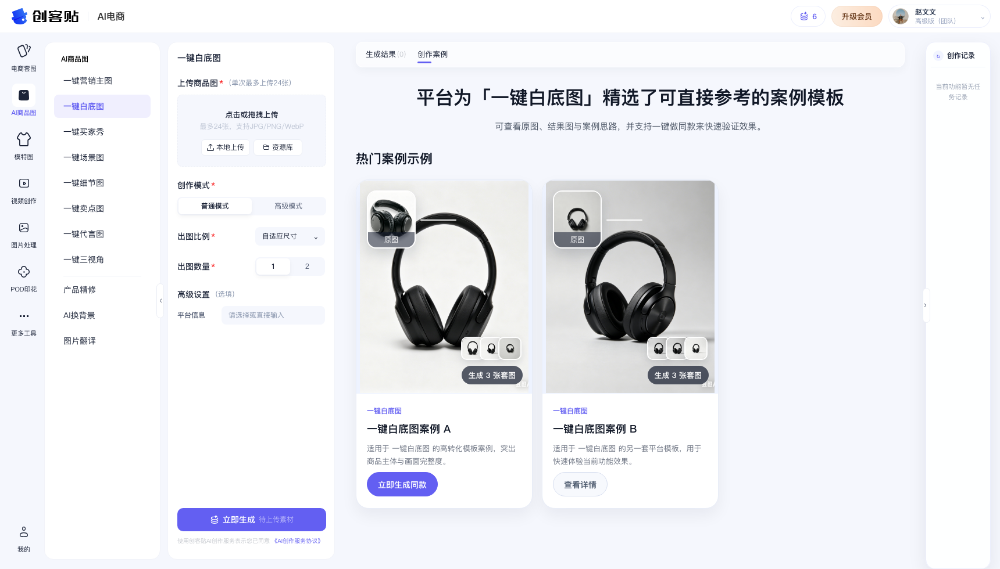 创客贴
AI电商
6
升级会员
赵文文
高级版（团队）
电商套图
AI商品图
模特图
视频创作
图片处理
POD印花
更多工具
我的
AI商品图
一键营销主图
一键白底图
一键买家秀
一键场景图
一键细节图
一键卖点图
一键代言图
一键三视角
产品精修
AI换背景
图片翻译
一键白底图
上传商品图* （单次最多上传24张）
点击或拖拽上传
最多24张，支持JPG/PNG/WebP
本地上传
资源库
创作模式*
普通模式
高级模式
出图比例*
自适应尺寸
出图数量*
1
2
高级设置 （选填）
平台信息
请选择或直接输入
立即生成 待上传素材
使用创客贴AI创作服务表示您已同意 《AI创作服务协议》
生成结果(0)
创作案例
平台为「一键白底图」精选了可直接参考的案例模板
可查看原图、结果图与案例思路，并支持一键做同款来快速验证效果。
热门案例示例
原图
生成 3 张套图
一键白底图
一键白底图案例 A
适用于 一键白底图 的高转化模板案例，突出
商品主体与画面完整度。
立即生成同款
原图
生成 3 张套图
一键白底图
一键白底图案例 B
适用于 一键白底图 的另一套平台模板，用于
快速体验当前功能效果。
查看详情
创作记录
当前功能暂无任
务记录